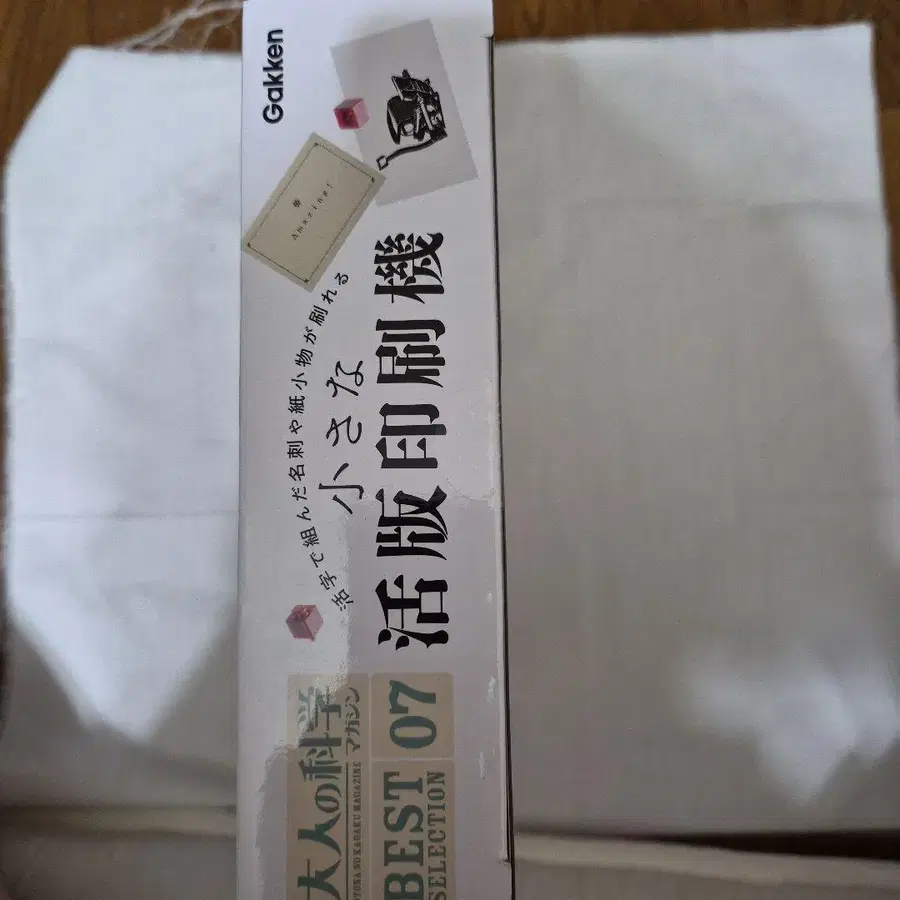 大人の科学
マガジン
OTONA NO KAGAKU MAGAZINE
BEST
SELECTION
07
活字で組んだ名刺や紙小物が刷れる
小さな
活版印刷機
Amazinar
Gakken